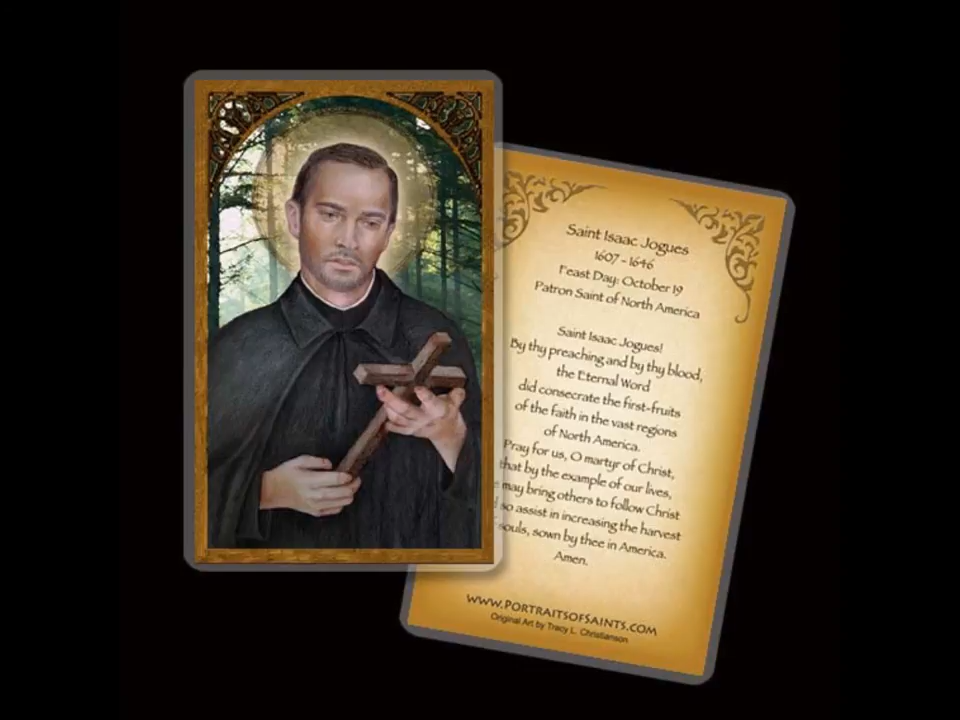 Saint Isaac Jogues
1607 - 1646
Feast Day: October 19
Patron Saint of North America
Saint Isaac Jogues!
By thy preaching and by thy blood,
the Eternal Word
did consecrate the first-fruits
of the faith in the vast regions
of North America.
Pray for us, O martyr of Christ,
that by the example of our lives,
may bring others to follow Christ
so assist in increasing the harvest
souls, sown by thee in America.
Amen.
WWW.PORTRAITSOFSAINTS.COM
Original Art by Tracy L. Christianson